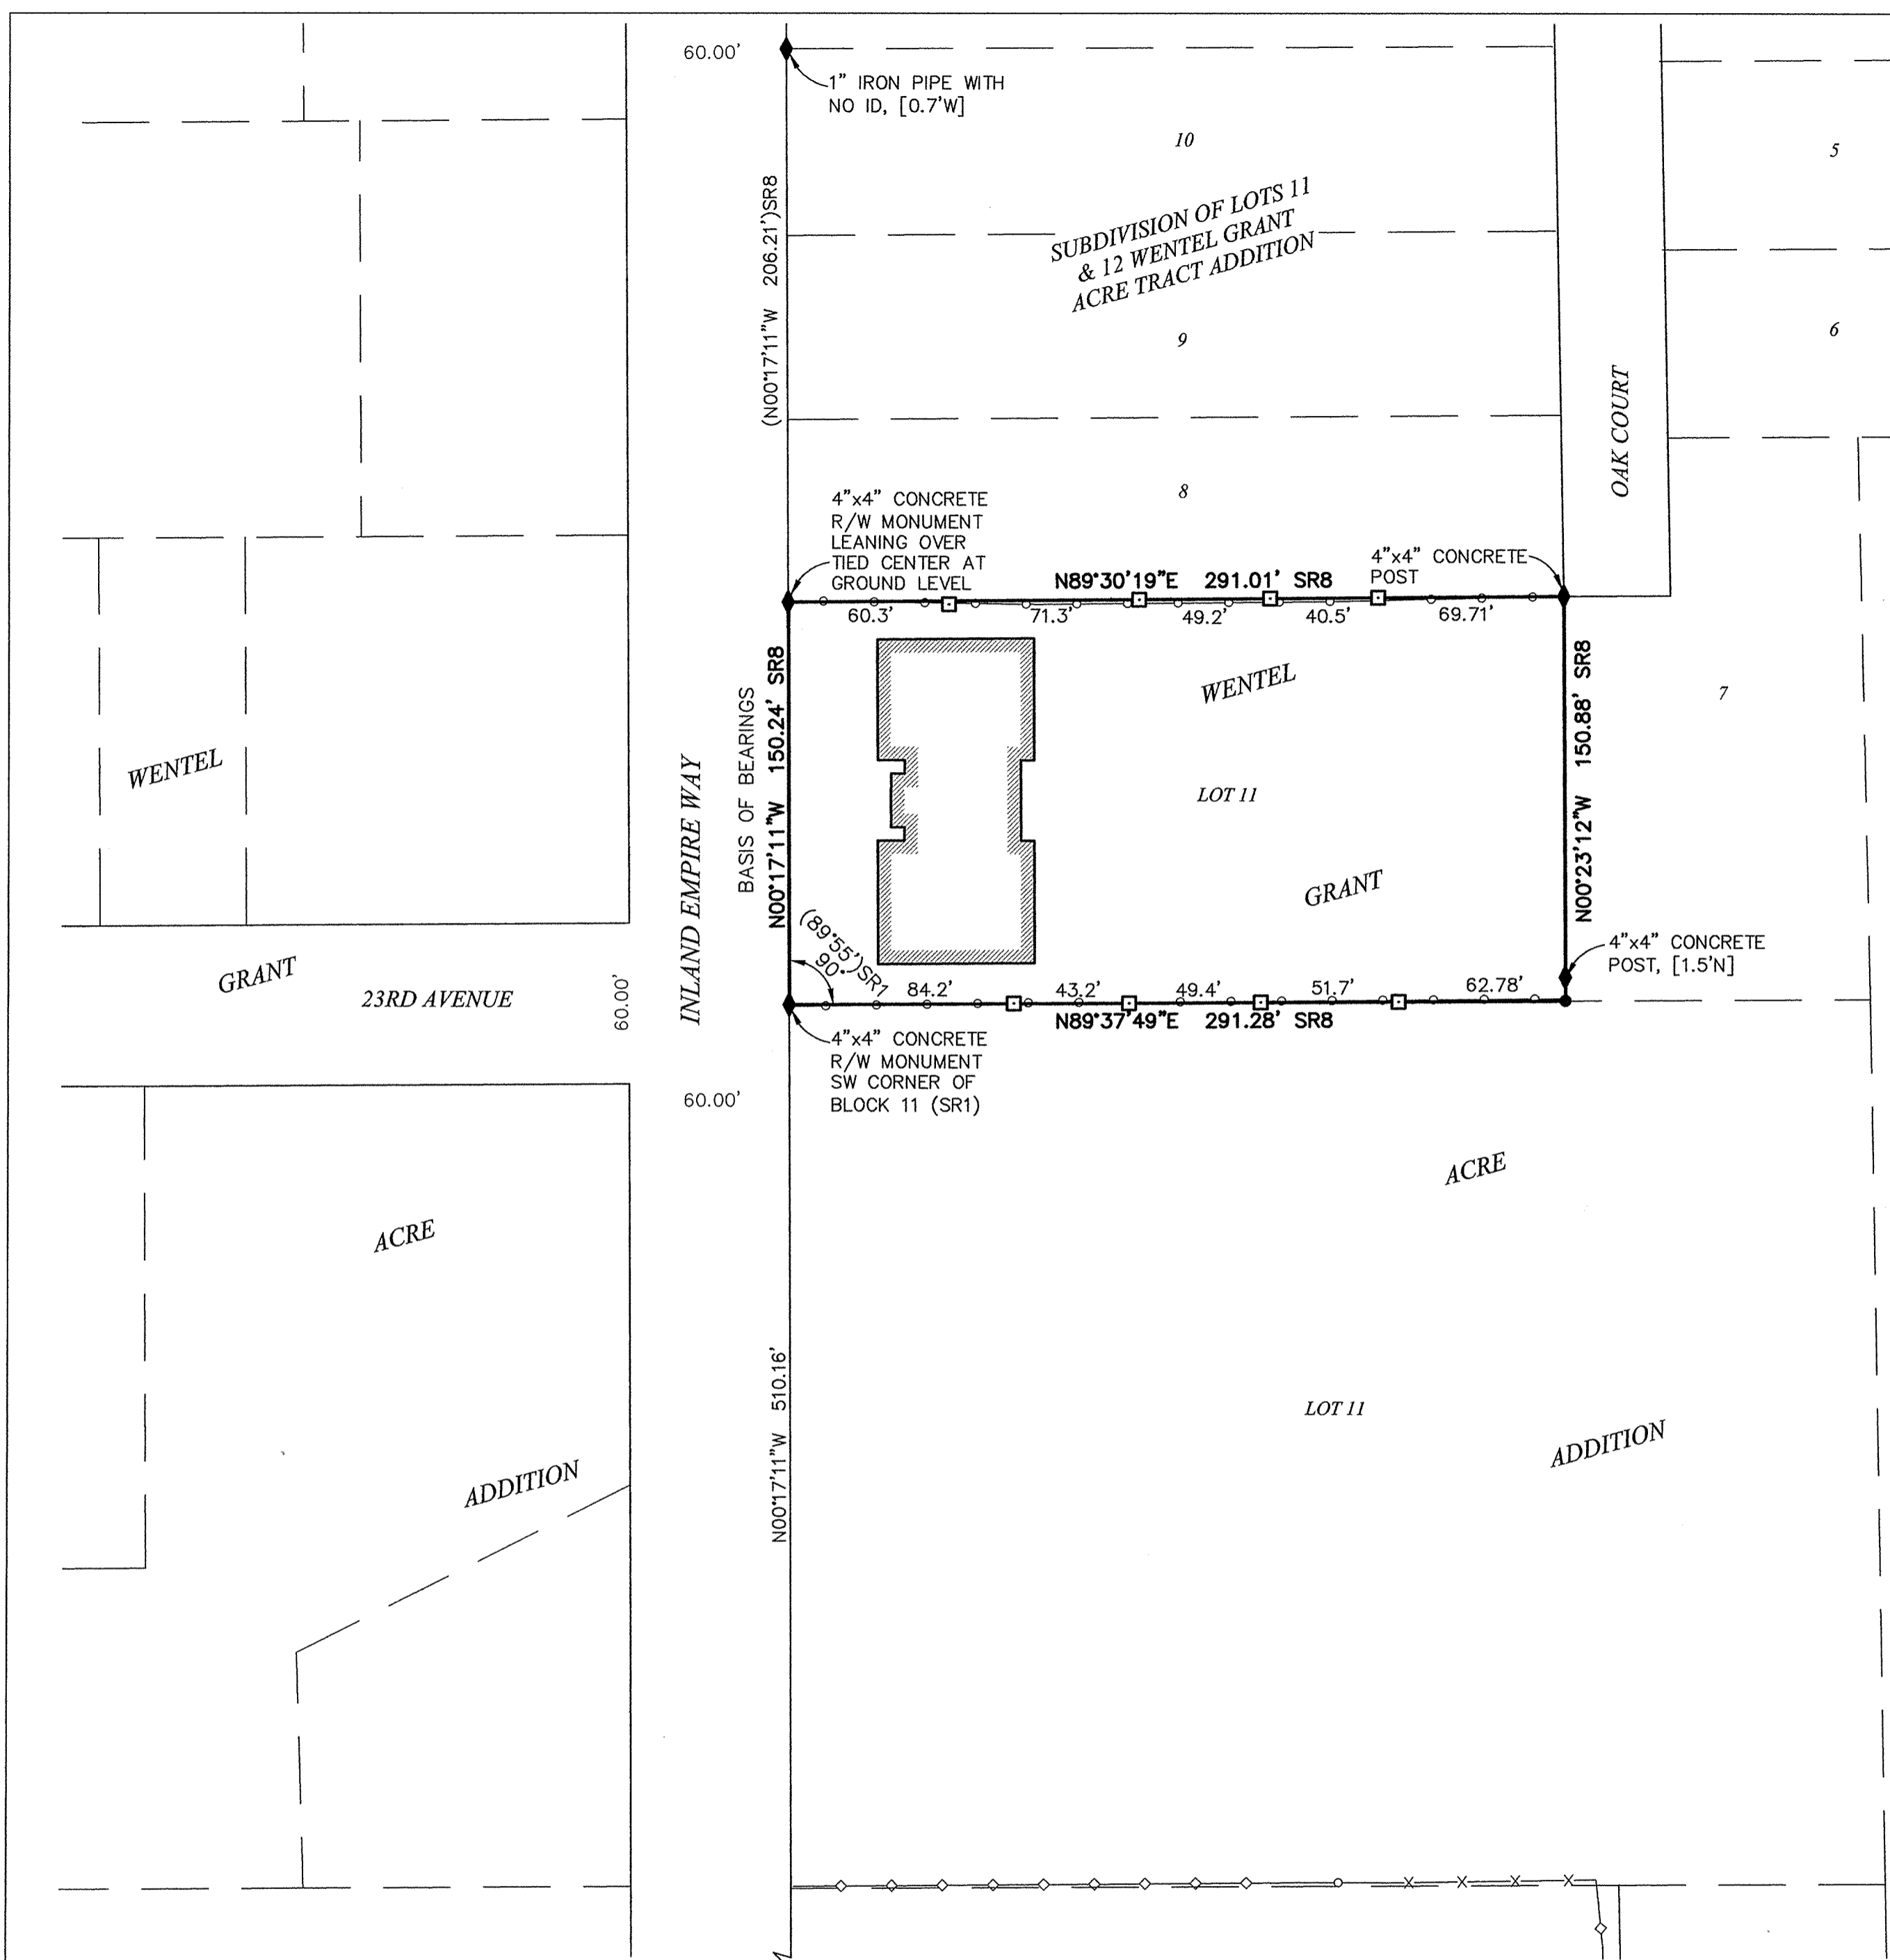 60.00'
1" IRON PIPE WITH
NO ID, [0.7'W]
10
5
(N00°17'11"W 206.21')SR8
SUBDIVISION OF LOTS 11
& 12 WENTEL GRANT
ACRE TRACT ADDITION
9
6
OAK COURT
8
4"x4" CONCRETE
R/W MONUMENT
LEANING OVER
TIED CENTER AT
GROUND LEVEL
4"x4" CONCRETE
POST
N89°30'19"E 291.01' SR8
60.3'
71.3'
49.2'
40.5'
69.71'
WENTEL
7
BASIS OF BEARINGS
N00°17'11"W 150.24' SR8
N00°23'12"W 150.88' SR8
WENTEL
LOT 11
INLAND EMPIRE WAY
GRANT
(89°55')SR1
90°
4"x4" CONCRETE
POST, [1.5'N]
GRANT
23RD AVENUE
60.00'
84.2'
43.2'
49.4'
51.7'
62.78'
N89°37'49"E 291.28' SR8
4"x4" CONCRETE
R/W MONUMENT
SW CORNER OF
BLOCK 11 (SR1)
60.00'
ACRE
ACRE
N00°17'11"W 510.16'
LOT 11
ADDITION
ADDITION